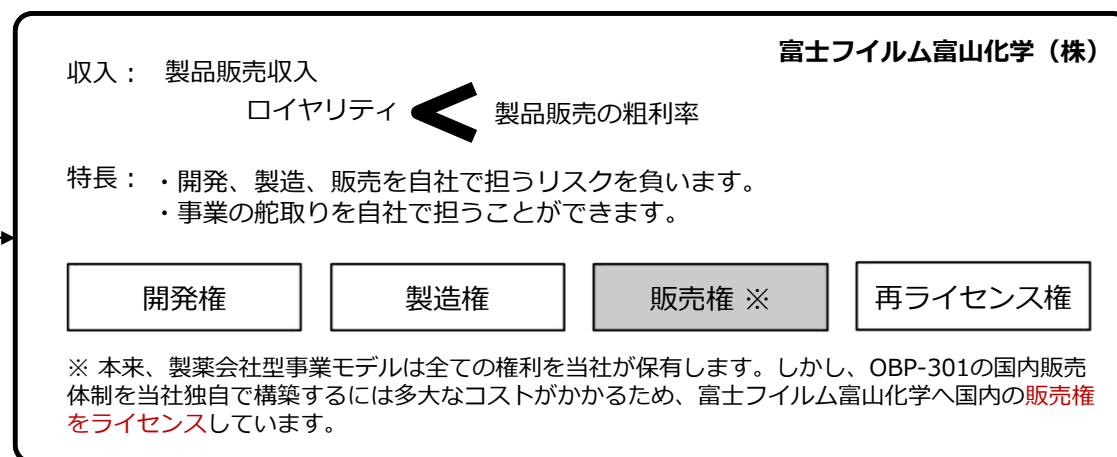 富士フイルム富山化学（株）
収入： 製品販売収入
ロイヤリティ < 製品販売の粗利率
特長： ・開発、製造、販売を自社で担うリスクを負います。
・事業の舵取りを自社で担うことができます。
開発権 製造権 販売権 ※ 再ライセンス権
※ 本来、製薬会社型事業モデルは全ての権利を当社が保有します。しかし、OBP-301の国内販売
体制を当社独自で構築するには多大なコストがかかるため、富士フイルム富山化学へ国内の販売権
をライセンスしています。